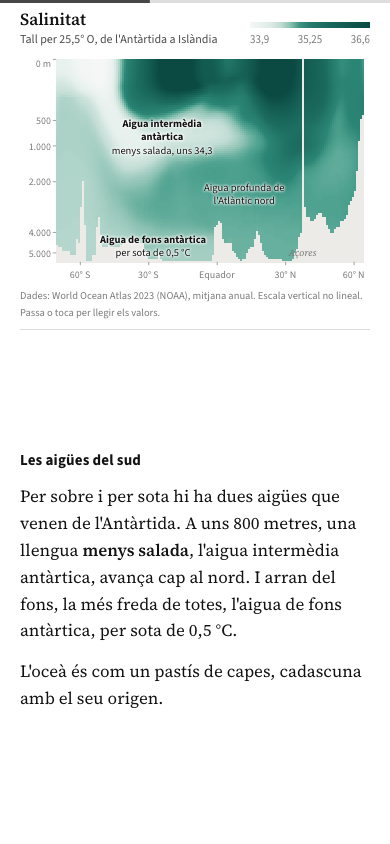 Salinitat
Tall per 25,5° O, de l'Antàrtida a Islàndia
33,9 35,25 36,6
0 m
500
1.000
2.000
4.000
5.000
Aigua intermèdia
antàrtica
menys salada, uns 34,3
Aigua profunda de
l'Atlàntic nord
Aigua de fons antàrtica
per sota de 0,5 °C
Açores
60° S 30° S Equador 30° N 60° N
Dades: World Ocean Atlas 2023 (NOAA), mitjana anual. Escala vertical no lineal.
Passa o toca per llegir els valors.
Les aigües del sud
Per sobre i per sota hi ha dues aigües que
venen de l'Antàrtida. A uns 800 metres, una
llengua menys salada, l'aigua intermèdia
antàrtica, avança cap al nord. I arran del
fons, la més freda de totes, l'aigua de fons
antàrtica, per sota de 0,5 °C.
L'oceà és com un pastís de capes, cadascuna
amb el seu origen.